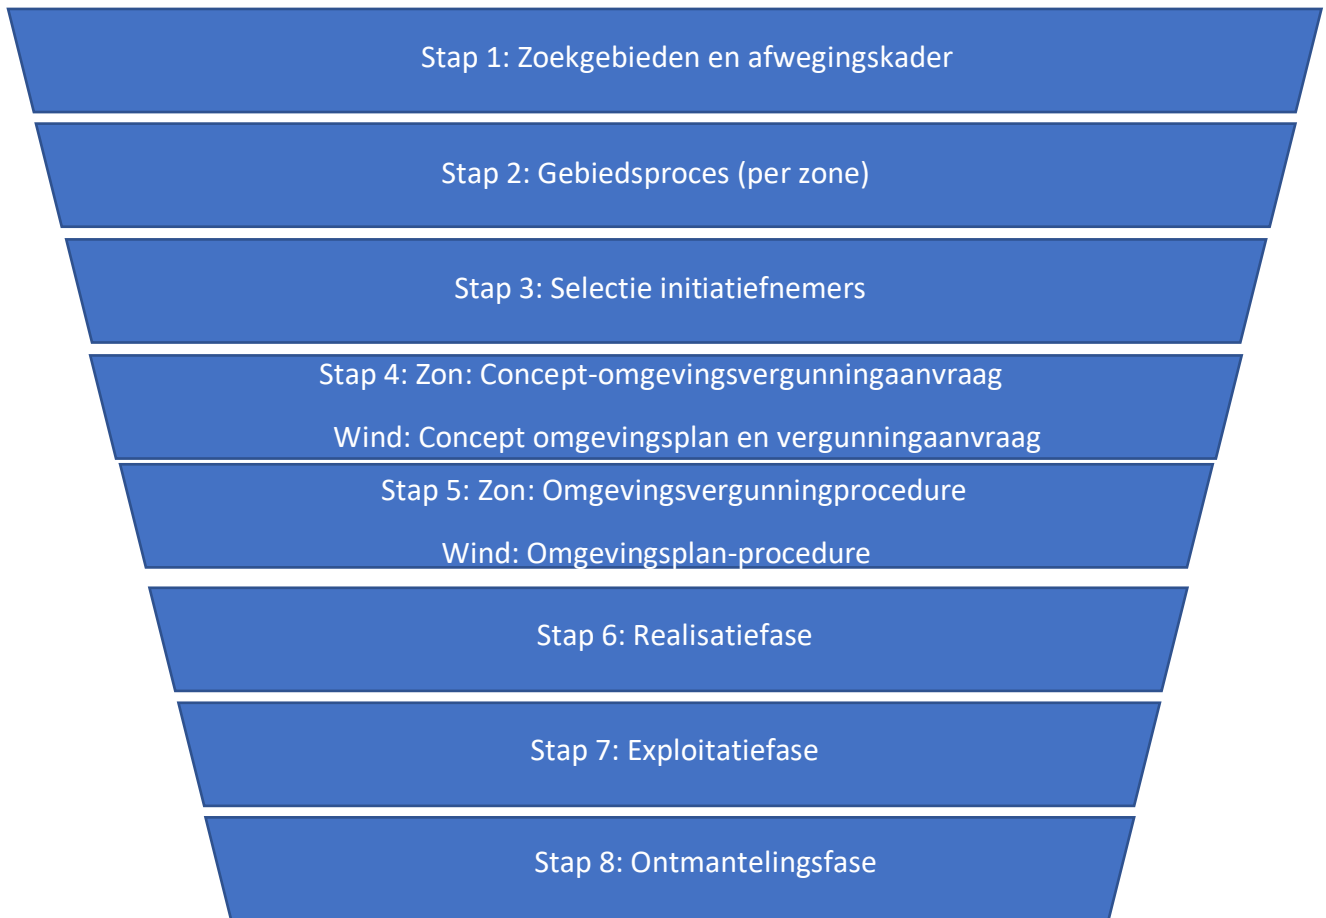 Stap 1: Zoekgebieden en afwegingskader
Stap 2: Gebiedsproces (per zone)
Stap 3: Selectie initiatiefnemers
Stap 4: Zon: Concept-omgevingsvergunningaanvraag
Wind: Concept omgevingsplan en vergunningaanvraag
Stap 5: Zon: Omgevingsvergunningprocedure
Wind: Omgevingsplan-procedure
Stap 6: Realisatiefase
Stap 7: Exploitatiefase
Stap 8: Ontmantelingsfase